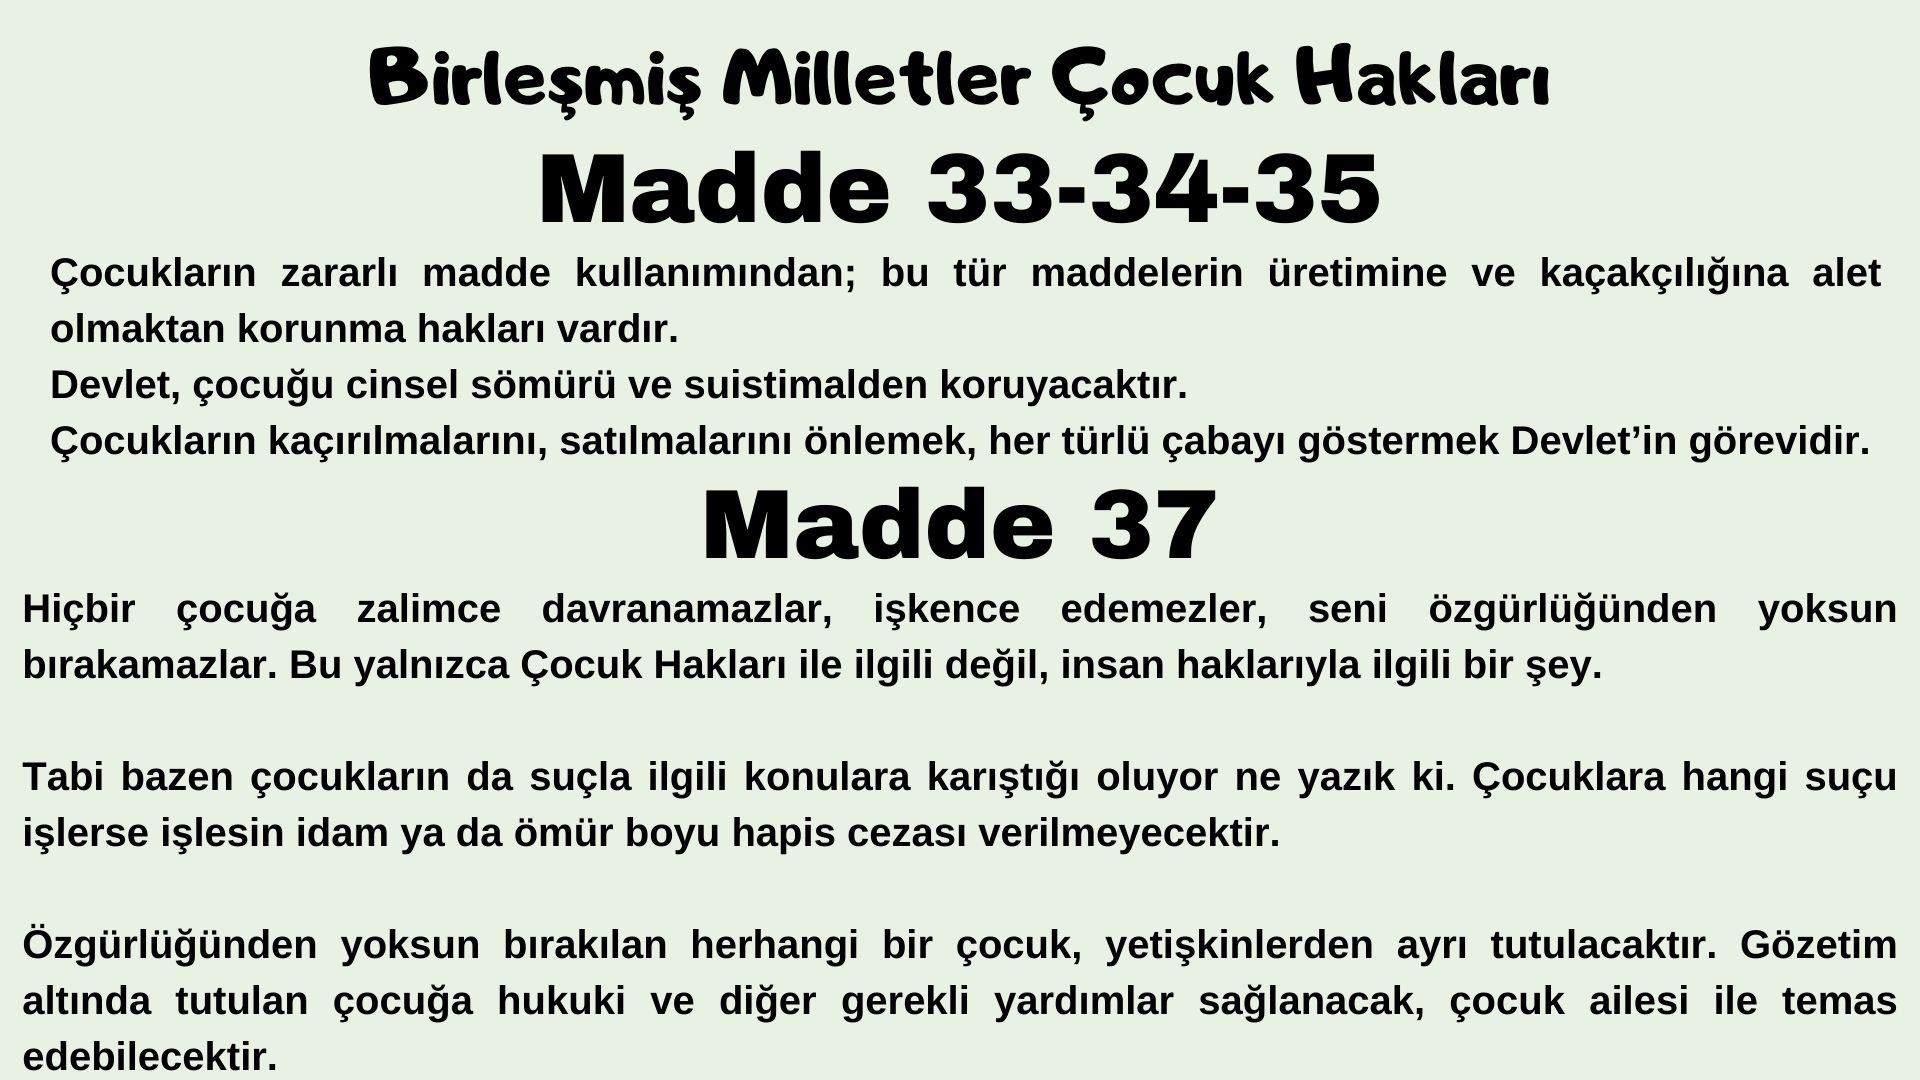 Birleşmiş Milletler Çocuk Hakları
Madde 33-34-35
Çocukların zararlı madde kullanımından; bu tür maddelerin üretimine ve kaçakçılığına alet
olmaktan korunma hakları vardır.
Devlet, çocuğu cinsel sömürü ve suistimalden koruyacaktır.
Çocukların kaçırılmalarını, satılmalarını önlemek, her türlü çabayı göstermek Devlet’in görevidir.
Madde 37
Hiçbir çocuğa zalimce davranamazlar, işkence edemezler, seni özgürlüğünden yoksun
bırakamazlar. Bu yalnızca Çocuk Hakları ile ilgili değil, insan haklarıyla ilgili bir şey.
Tabi bazen çocukların da suçla ilgili konulara karıştığı oluyor ne yazık ki. Çocuklara hangi suçu
işlerse işlesin idam ya da ömür boyu hapis cezası verilmeyecektir.
Özgürlüğünden yoksun bırakılan herhangi bir çocuk, yetişkinlerden ayrı tutulacaktır. Gözetim
altında tutulan çocuğa hukuki ve diğer gerekli yardımlar sağlanacak, çocuk ailesi ile temas
edebilecektir.